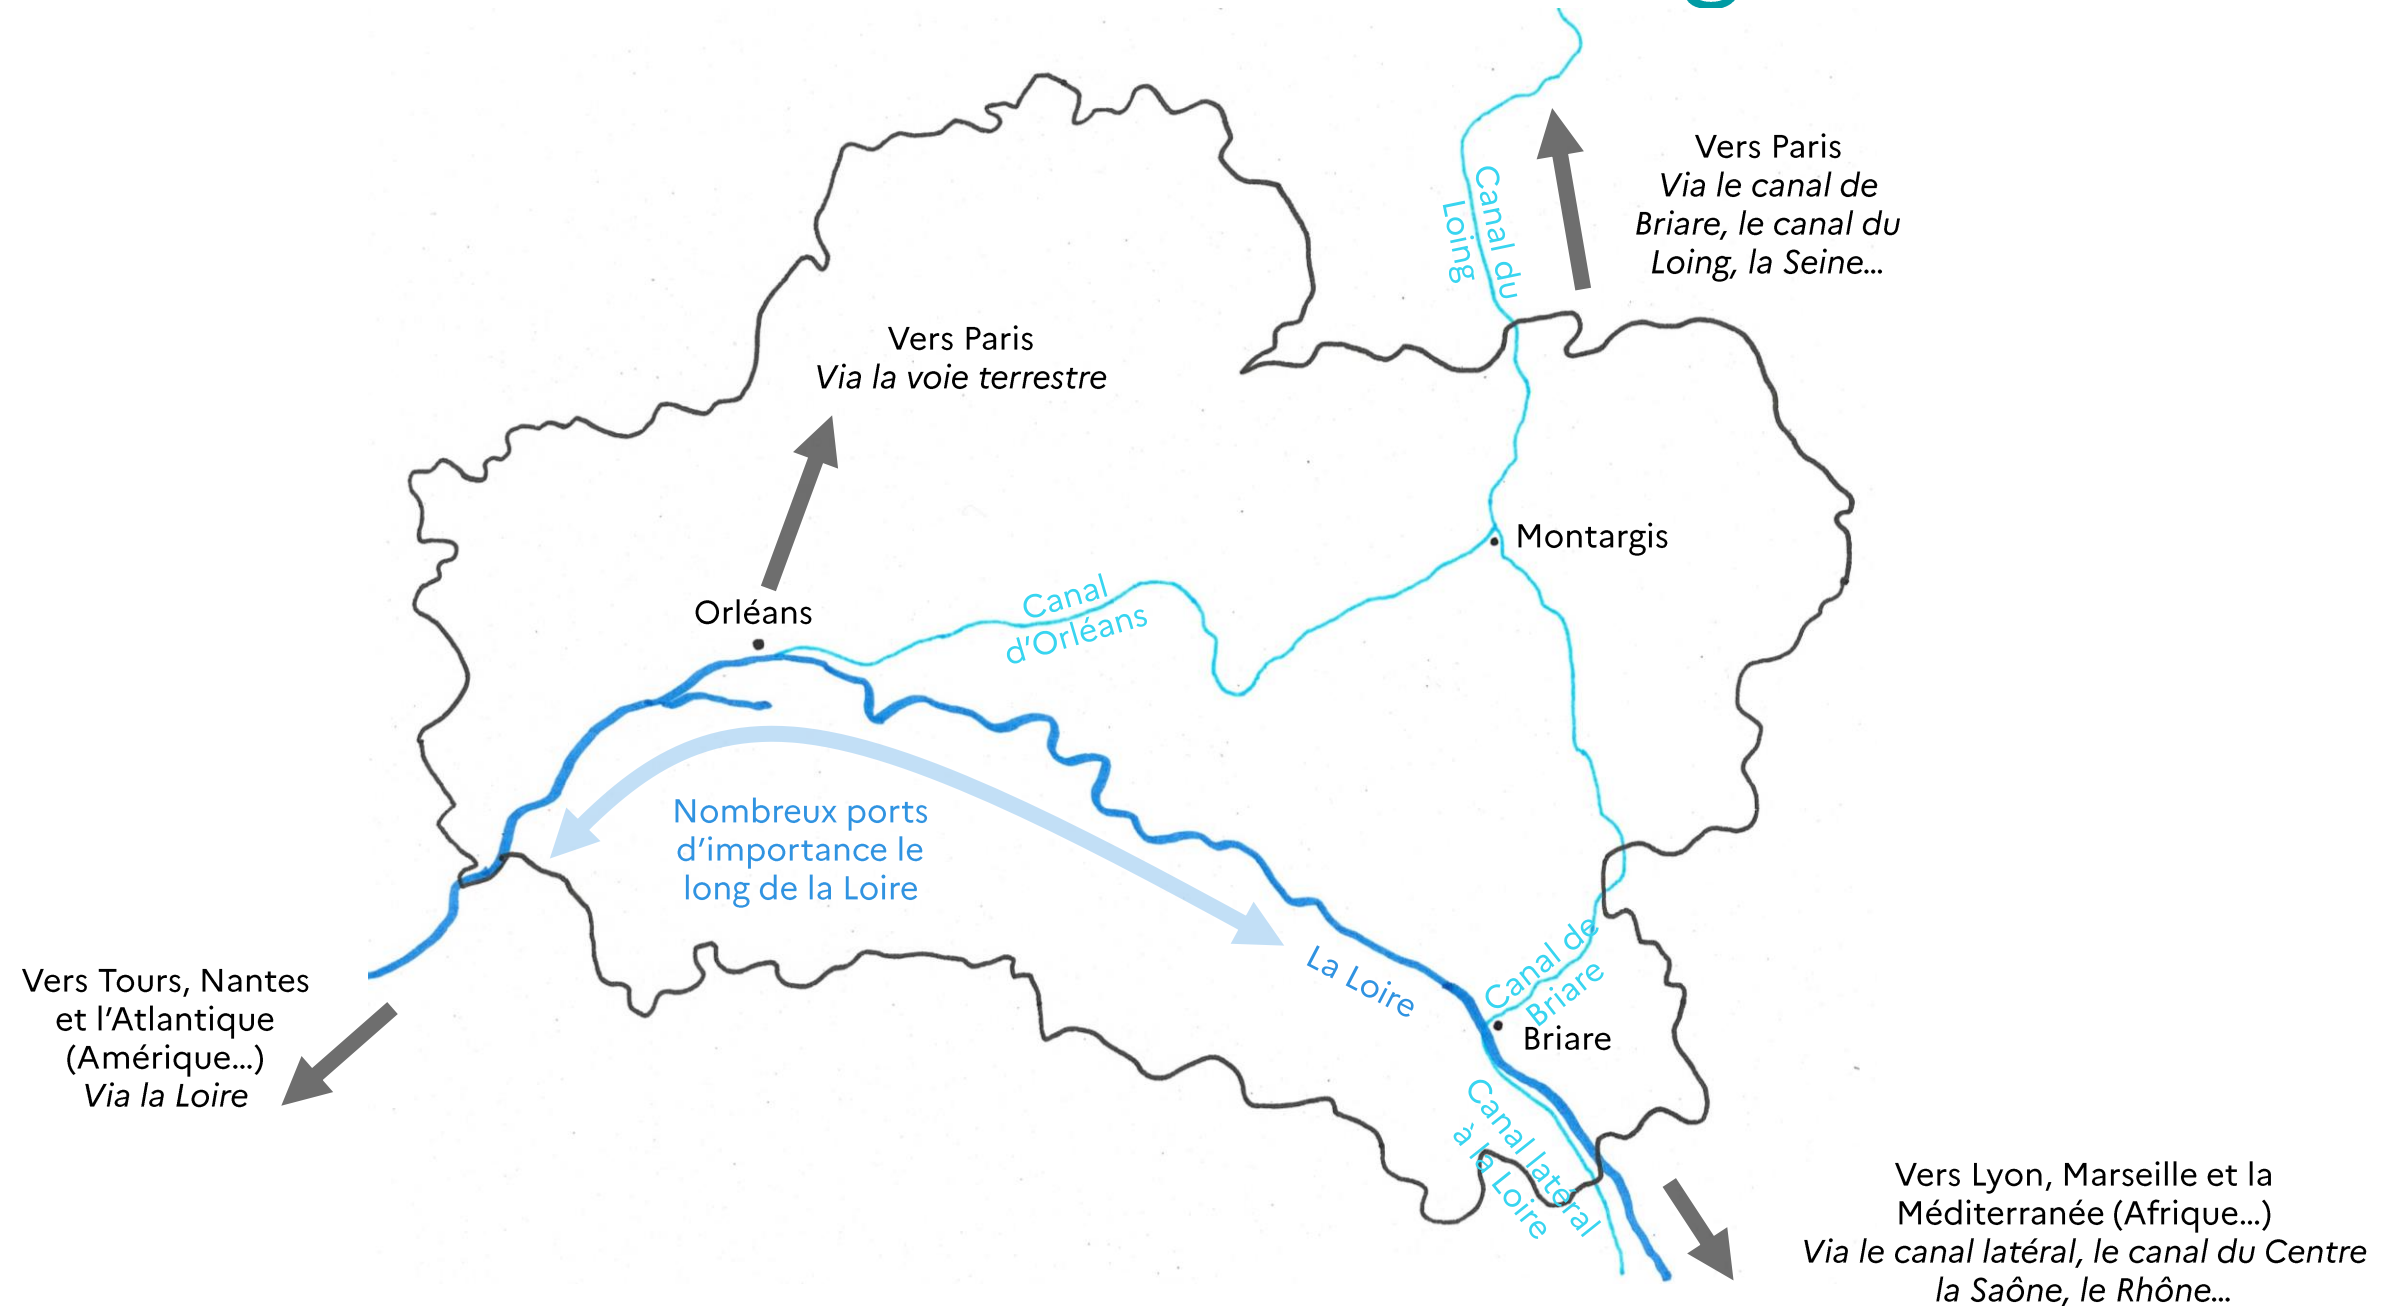 Vers Paris
Via le canal de
Briare, le canal du
Loing, la Seine...
Canal du
Loing
Vers Paris
Via la voie terrestre
Montargis
Orléans
Canal
d'Orléans
Nombreux ports
d'importance le
long de la Loire
La Loire
Canal de
Briare
Briare
Vers Tours, Nantes
et l'Atlantique
(Amérique...)
Via la Loire
Canal latéral
à la Loire
Vers Lyon, Marseille et la
Méditerranée (Afrique...)
Via le canal latéral, le canal du Centre
la Saône, le Rhône...